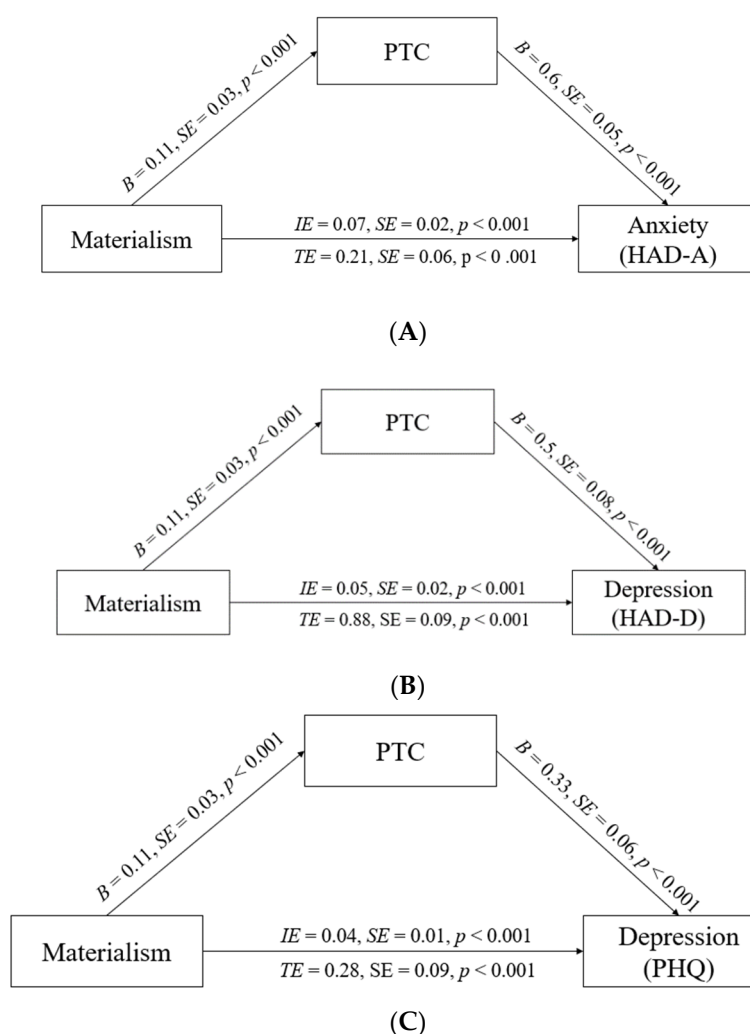 PTC
B = 0.11, SE = 0.03, p < 0.001
B = 0.6, SE = 0.05, p < 0.001
Materialism
IE = 0.07, SE = 0.02, p < 0.001
TE = 0.21, SE = 0.06, p < 0 .001
Anxiety
(HAD-A)
(A)
PTC
B = 0.11, SE = 0.03, p < 0.001
B = 0.5, SE = 0.08, p < 0.001
Materialism
IE = 0.05, SE = 0.02, p < 0.001
TE = 0.88, SE = 0.09, p < 0.001
Depression
(HAD-D)
(B)
PTC
B = 0.11, SE = 0.03, p < 0.001
B = 0.33, SE = 0.06, p < 0.001
Materialism
IE = 0.04, SE = 0.01, p < 0.001
TE = 0.28, SE = 0.09, p < 0.001
Depression
(PHQ)
(C)